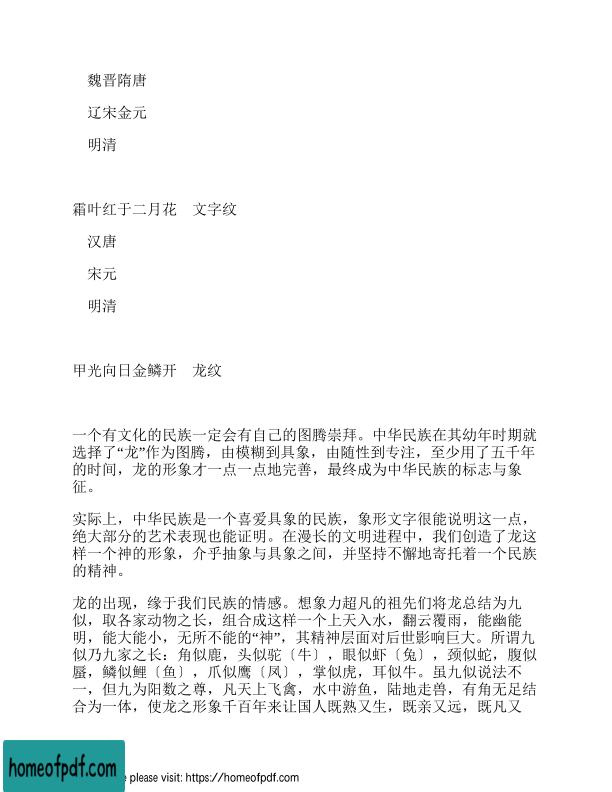 魏晋隋唐
辽宋金元
明清
霜叶红于二月花　文字纹
汉唐
宋元
明清
甲光向日金鳞开　龙纹
一个有文化的民族一定会有自己的图腾崇拜。中华民族在其幼年时期就
选择了“龙”作为图腾，由模糊到具象，由随性到专注，至少用了五千年
的时间，龙的形象才一点一点地完善，最终成为中华民族的标志与象
征。
实际上，中华民族是一个喜爱具象的民族，象形文字很能说明这一点，
绝大部分的艺术表现也能证明。在漫长的文明进程中，我们创造了龙这
样一个神的形象，介乎抽象与具象之间，并坚持不懈地寄托着一个民族
的精神。
龙的出现，缘于我们民族的情感。想象力超凡的祖先们将龙总结为九
似，取各家动物之长，组合成这样一个上天入水，翻云覆雨，能幽能
明，能大能小，无所不能的“神”，其精神层面对后世影响巨大。所谓九
似乃九家之长：角似鹿，头似驼〔牛〕，眼似虾〔兔〕，颈似蛇，腹似
蜃，鳞似鲤〔鱼〕，爪似鹰〔凤〕，掌似虎，耳似牛。虽九似说法不
一，但九为阳数之尊，凡天上飞禽，水中游鱼，陆地走兽，有角无足结
合为一体，使龙之形象千百年来让国人既熟又生，既亲又远，既凡又
homeofpdf.com
e please visit: https://homeofpdf.com